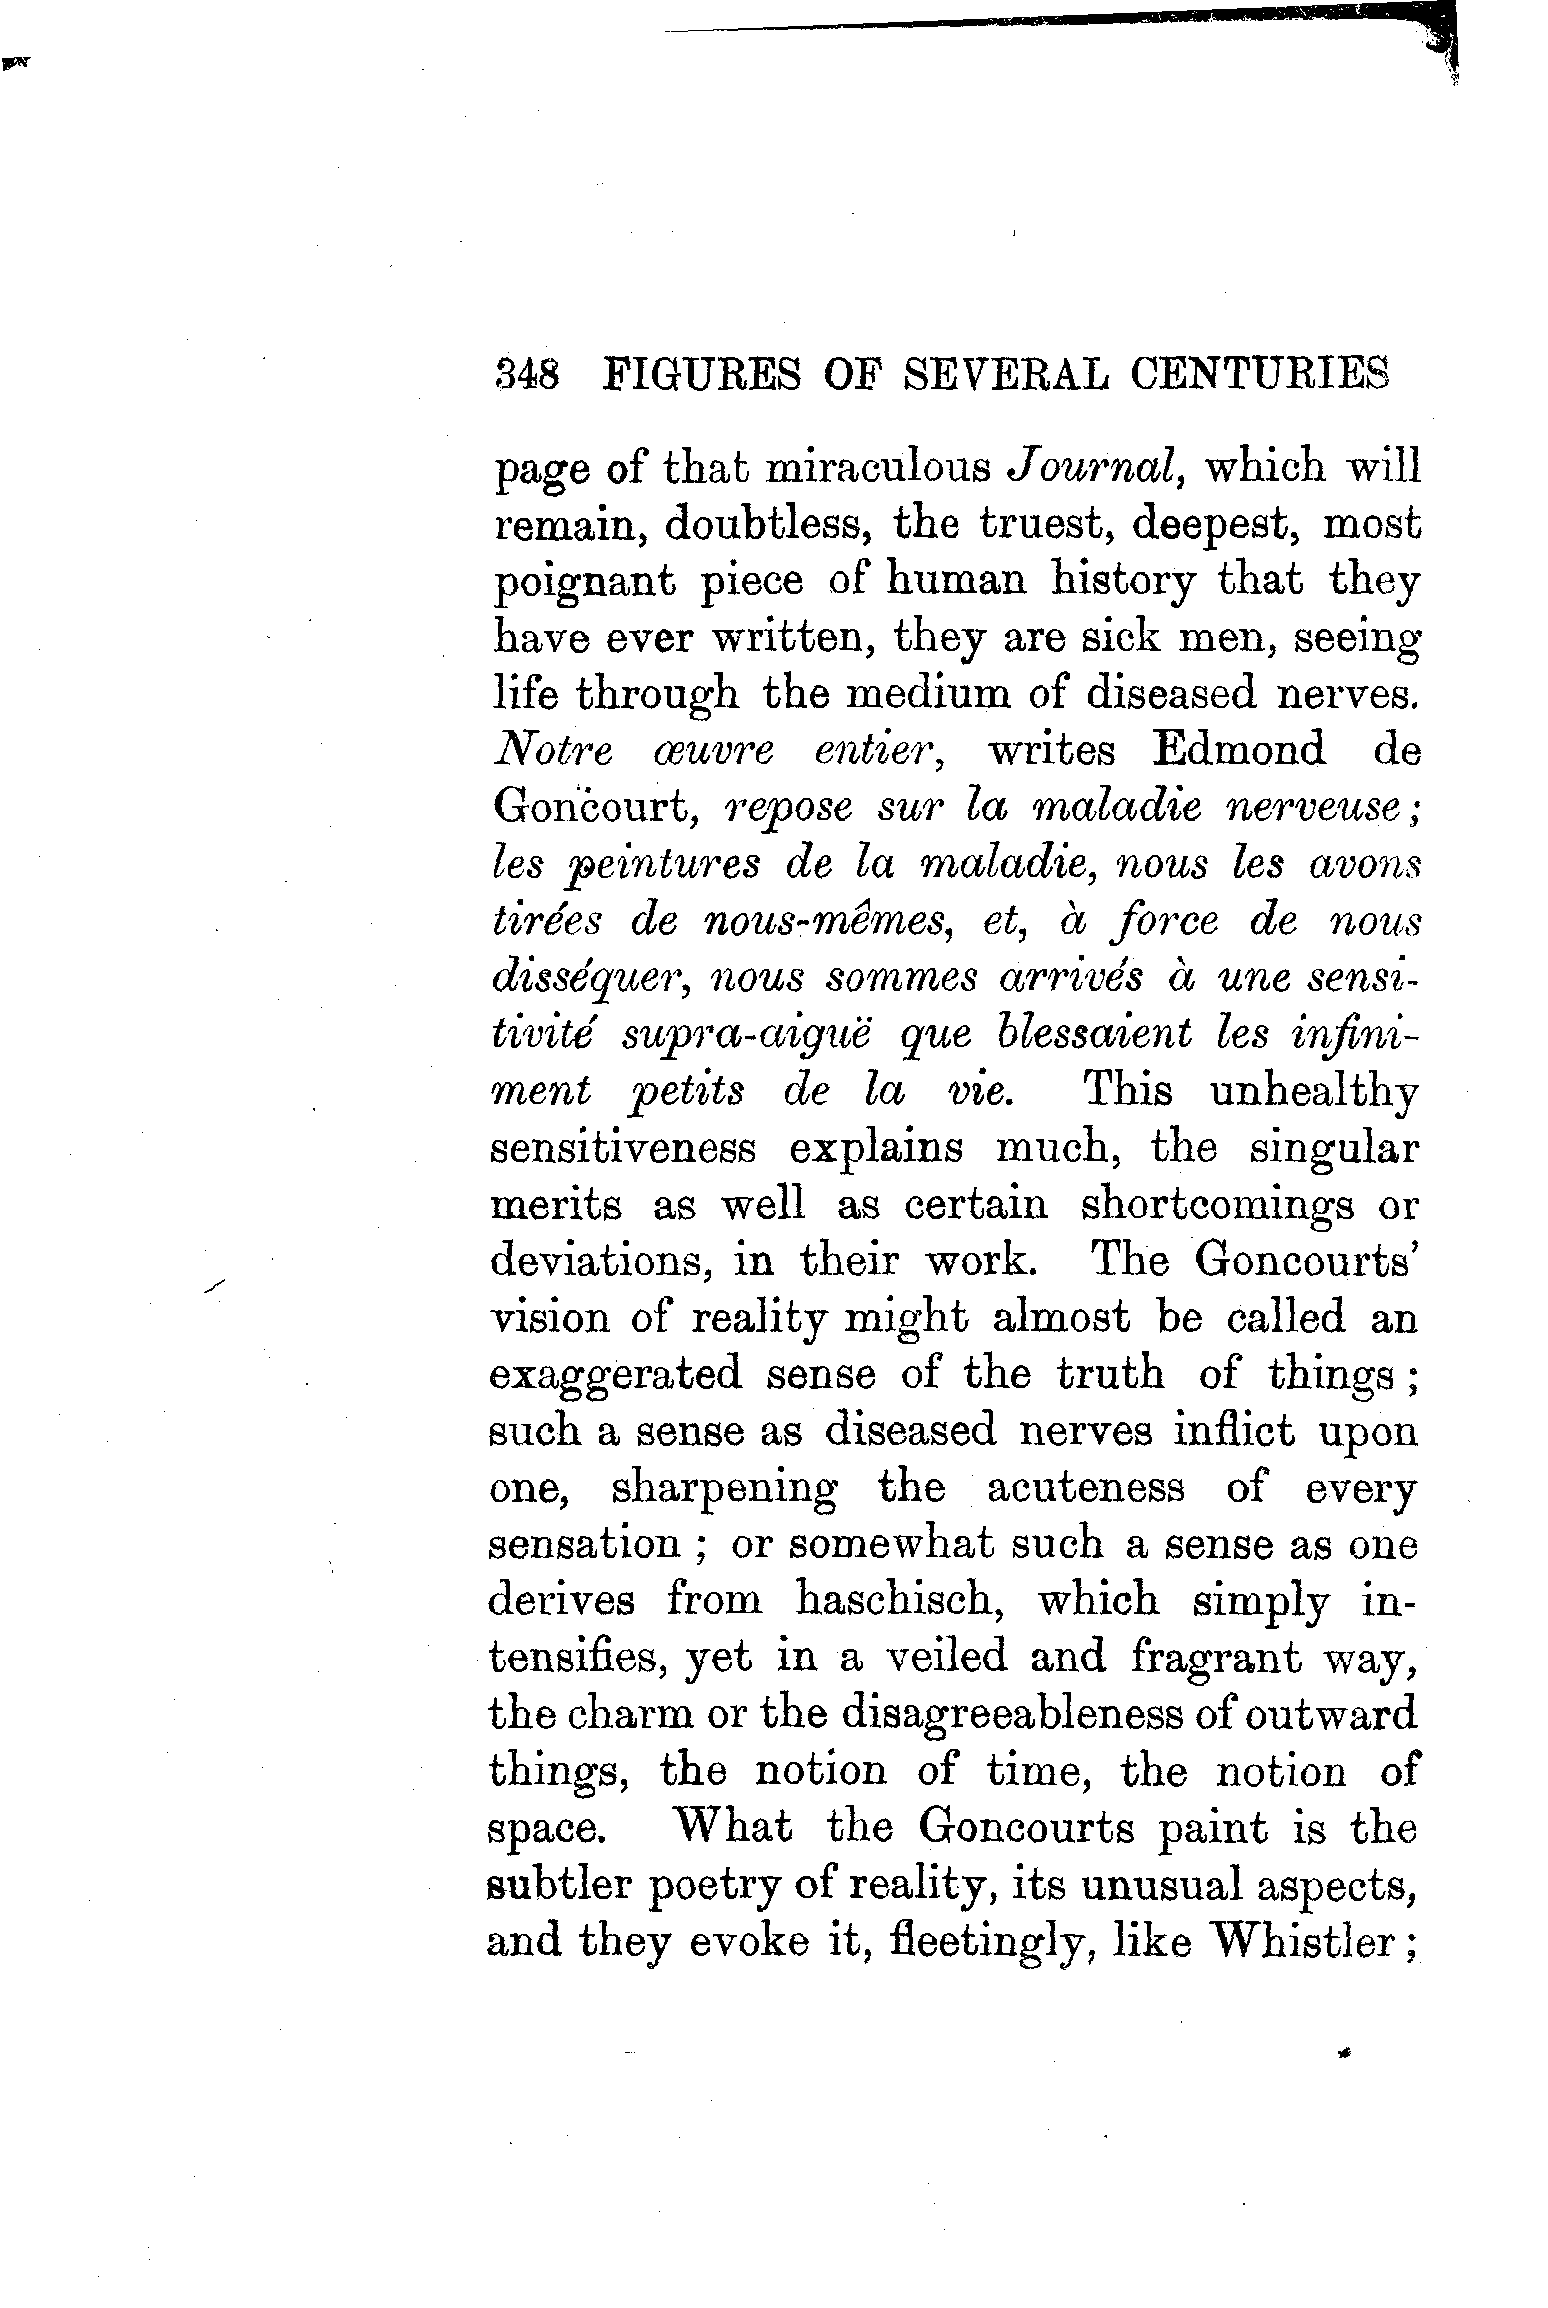 348 FIGURES OF SEVERAL CENTURIES
page of that miraculous Journal, which will
remain, doubtless, the truest, deepest, most
poignant piece of human history that they
have ever written, they are sick men, seeing
life through the medium of diseased nerves.
Notre œuvre entier, writes Edmond de
Goncourt, repose sur la maladie nerveuse ;
les peintures de la maladie, nous les avons
tirées de nous-mêmes, et, à force de nous
disséquer, nous sommes arrivés à une sensi-
tivité supra-aiguë que blessaient les infini-
ment petits de la vie. This unhealthy
sensitiveness explains much, the singular
merits as well as certain shortcomings or
deviations, in their work. The Goncourts’
vision of reality might almost be called an
exaggerated sense of the truth of things ;
such a sense as diseased nerves inflict upon
one, sharpening the acuteness of every
sensation ; or somewhat such a sense as one
derives from haschisch, which simply in-
tensifies, yet in a veiled and fragrant way,
the charm or the disagreeableness of outward
things, the notion of time, the notion of
space. What the Goncourts paint is the
subtler poetry of reality, its unusual aspects,
and they evoke it, fleetingly, like Whistler ;